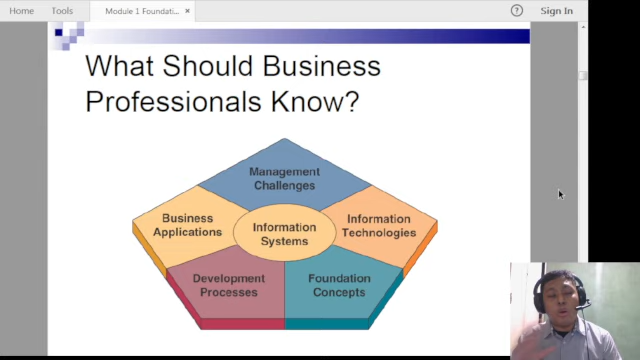 Home Tools Module 1 Foundati... × ? Sign In
What Should Business
Professionals Know?
Management
Challenges
Business
Applications
Information
Systems
Information
Technologies
Development
Processes
Foundation
Concepts